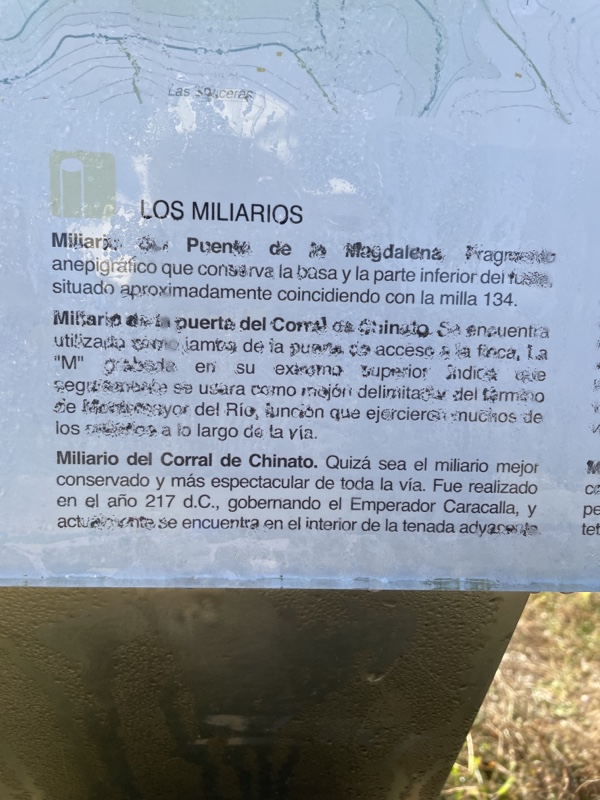 Las
LOS MILIARIOS
Miliario del Puente de la Magdalena. Fragmento
anepigráfico que conserva la basa y la parte inferior del fuste,
situado aproximadamente coincidiendo con la milla 134.
Miliario de la puerta del Corral de Chinato. Se encuentra
utilizado como jamba de la puerta de acceso a la finca. La
"M" grabada en su extremo superior indica que
seguramente se usara como mojón delimitador del término
de Montemayor del Río, función que ejercieron muchos de
los miliarios a lo largo de la vía.
Miliario del Corral de Chinato. Quizá sea el miliario mejor
conservado y más espectacular de toda la vía. Fue realizado
en el año 217 d.C., gobernando el Emperador Caracalla, y
actualmente se encuentra en el interior de la tenada adyacente.